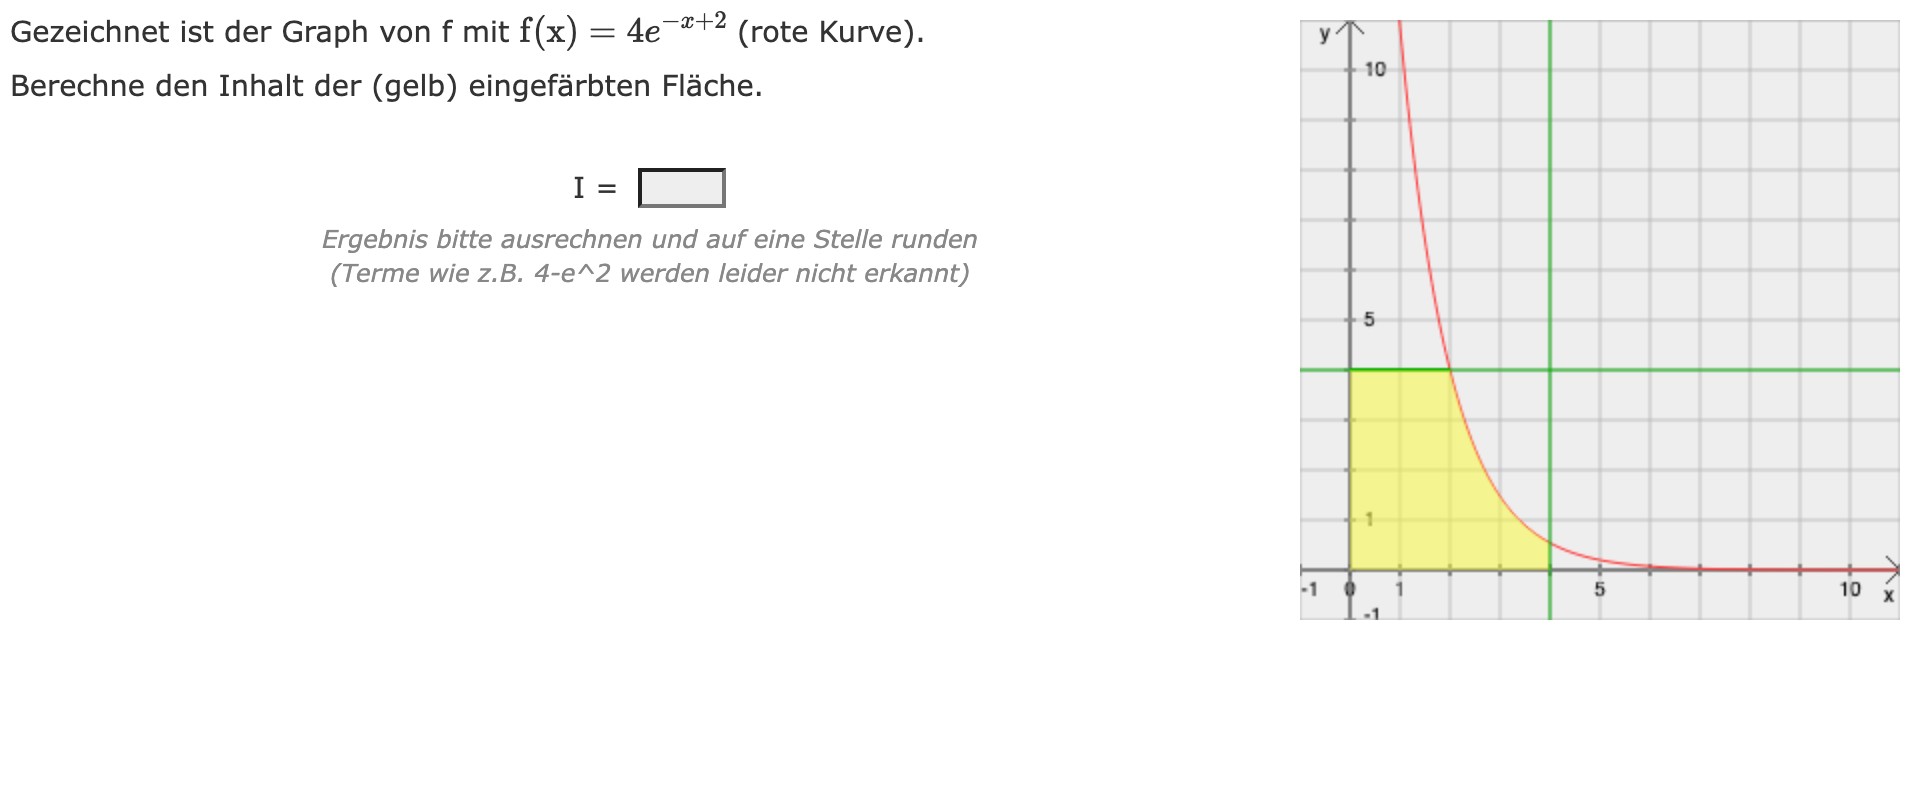 Gezeichnet ist der Graph von f mit f(x) = 4e^{-x+2} (rote Kurve).
Berechne den Inhalt der (gelb) eingefärbten Fläche.
I =
Ergebnis bitte ausrechnen und auf eine Stelle runden
(Terme wie z.B. 4-e^2 werden leider nicht erkannt)
y
10
5
1
-1 0 1 5 10 x
-1